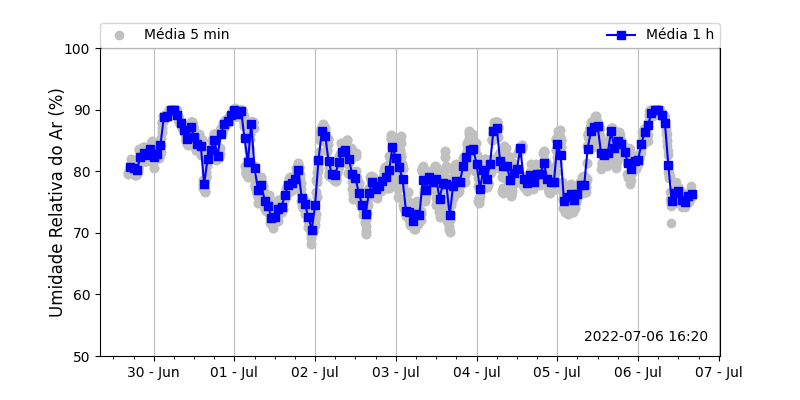 Média 5 min
Média 1 h
Umidade Relativa do Ar (%)
100
90
80
70
60
50
2022-07-06 16:20
30 - Jun
01 - Jul
02 - Jul
03 - Jul
04 - Jul
05 - Jul
06 - Jul
07 - Jul